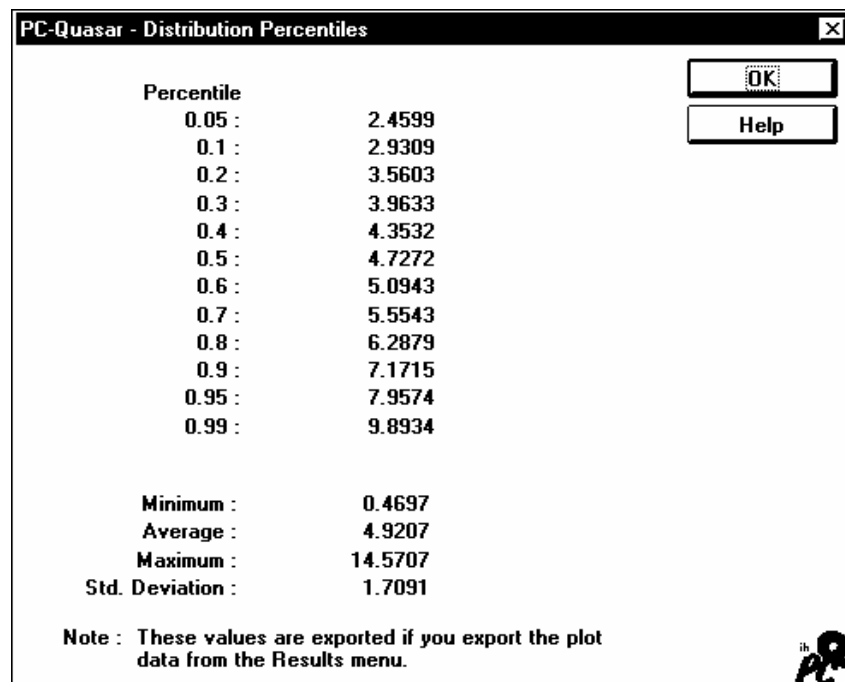 PC-Quasar - Distribution Percentiles
OK
Help
Percentile
0.05 : 2.4599
0.1 : 2.9309
0.2 : 3.5603
0.3 : 3.9633
0.4 : 4.3532
0.5 : 4.7272
0.6 : 5.0943
0.7 : 5.5543
0.8 : 6.2879
0.9 : 7.1715
0.95 : 7.9574
0.99 : 9.8934
Minimum : 0.4697
Average : 4.9207
Maximum : 14.5707
Std. Deviation : 1.7091
Note : These values are exported if you export the plot
data from the Results menu.
ih
PC